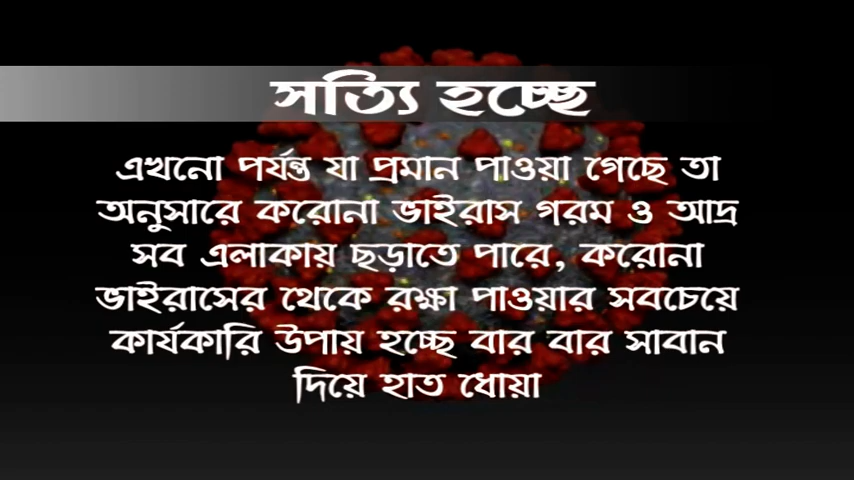 সত্যি হচ্ছে
এখনো পর্যন্ত যা প্রমান পাওয়া গেছে তা
অনুসারে করোনা ভাইরাস গরম ও আদ্র
সব এলাকায় ছড়াতে পারে, করোনা
ভাইরাসের থেকে রক্ষা পাওয়ার সবচেয়ে
কার্যকারি উপায় হচ্ছে বার বার সাবান
দিয়ে হাত ধোয়া